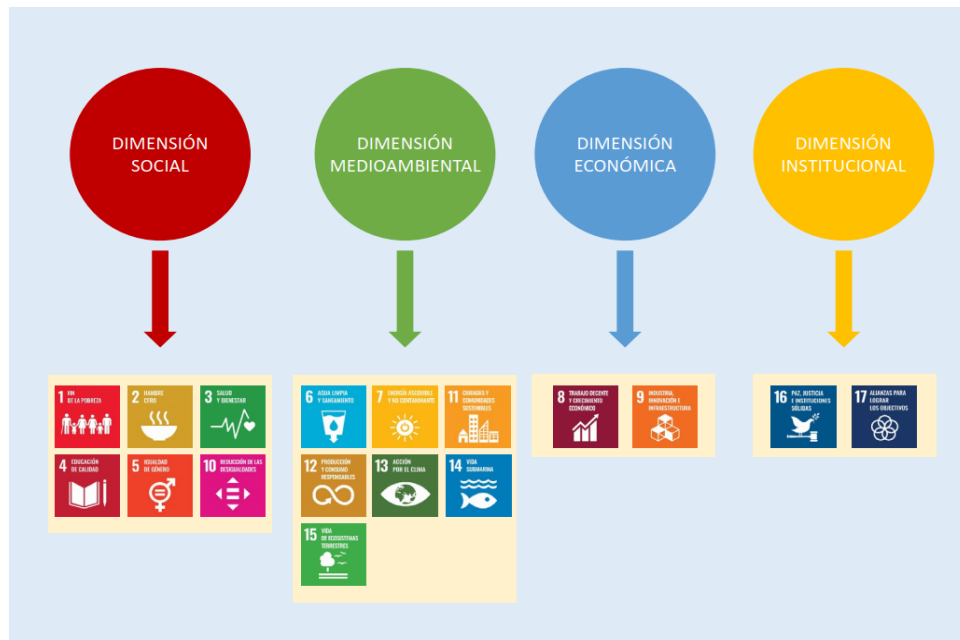 DIMENSIÓN
SOCIAL
DIMENSIÓN
MEDIOAMBIENTAL
DIMENSIÓN
ECONÓMICA
DIMENSIÓN
INSTITUCIONAL
1 FIN
DE LA POBREZA
2 HAMBRE
CERO
3 SALUD
Y BIENESTAR
4 EDUCACIÓN
DE CALIDAD
5 IGUALDAD
DE GÉNERO
10 REDUCCIÓN DE LAS
DESIGUALDADES
6 AGUA LIMPIA
Y SANEAMIENTO
7 ENERGÍA ASEQUIBLE
Y NO CONTAMINANTE
11 CIUDADES Y
COMUNIDADES
SOSTENIBLES
12 PRODUCCIÓN
Y CONSUMO
RESPONSABLES
13 ACCIÓN
POR EL CLIMA
14 VIDA
SUBMARINA
15 VIDA
DE ECOSISTEMAS
TERRESTRES
8 TRABAJO DECENTE
Y CRECIMIENTO
ECONÓMICO
9 INDUSTRIA,
INNOVACIÓN E
INFRAESTRUCTURA
16 PAZ, JUSTICIA
E INSTITUCIONES
SÓLIDAS
17 ALIANZAS PARA
LOGRAR
LOS OBJETIVOS